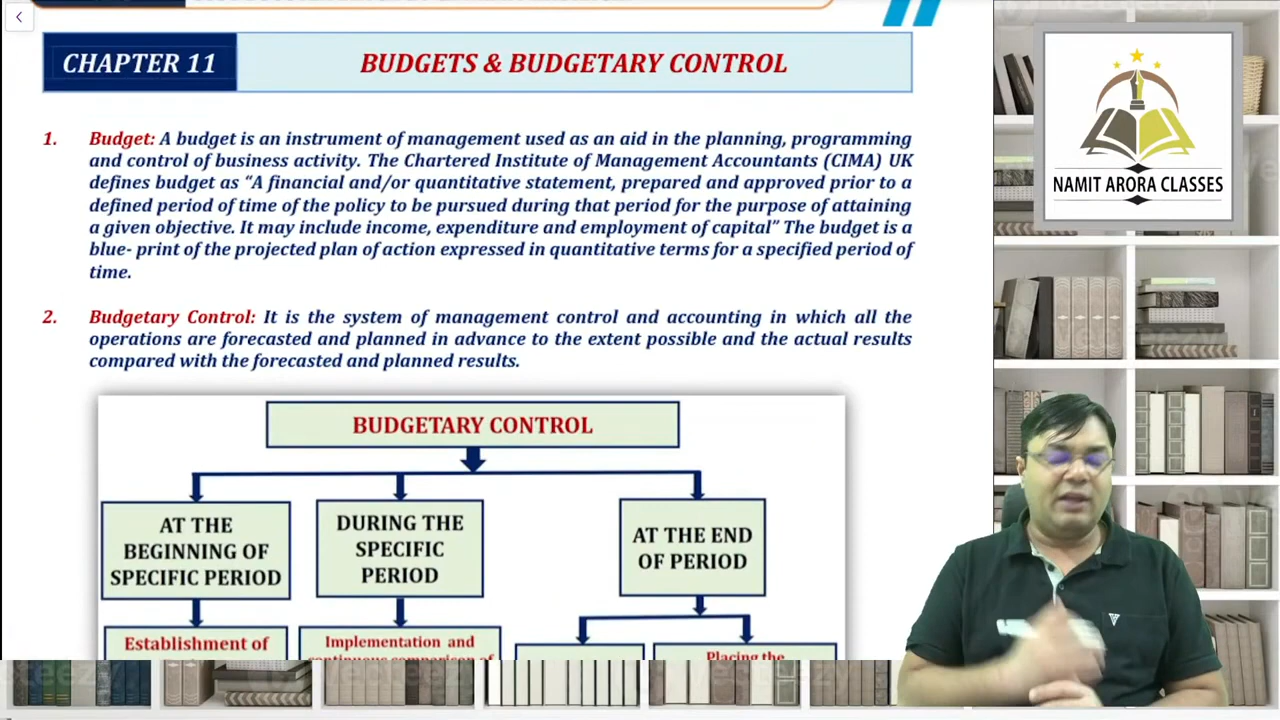 CHAPTER 11
BUDGETS & BUDGETARY CONTROL
1. Budget: A budget is an instrument of management used as an aid in the planning, programming
and control of business activity. The Chartered Institute of Management Accountants (CIMA) UK
defines budget as “A financial and/or quantitative statement, prepared and approved prior to a
defined period of time of the policy to be pursued during that period for the purpose of attaining
a given objective. It may include income, expenditure and employment of capital” The budget is a
blue- print of the projected plan of action expressed in quantitative terms for a specified period of
time.
2. Budgetary Control: It is the system of management control and accounting in which all the
operations are forecasted and planned in advance to the extent possible and the actual results
compared with the forecasted and planned results.
BUDGETARY CONTROL
AT THE
BEGINNING OF
SPECIFIC PERIOD
DURING THE
SPECIFIC
PERIOD
AT THE END
OF PERIOD
Establishment of
Implementation and
continuous comparison of
Placing the
NAMIT ARORA CLASSES